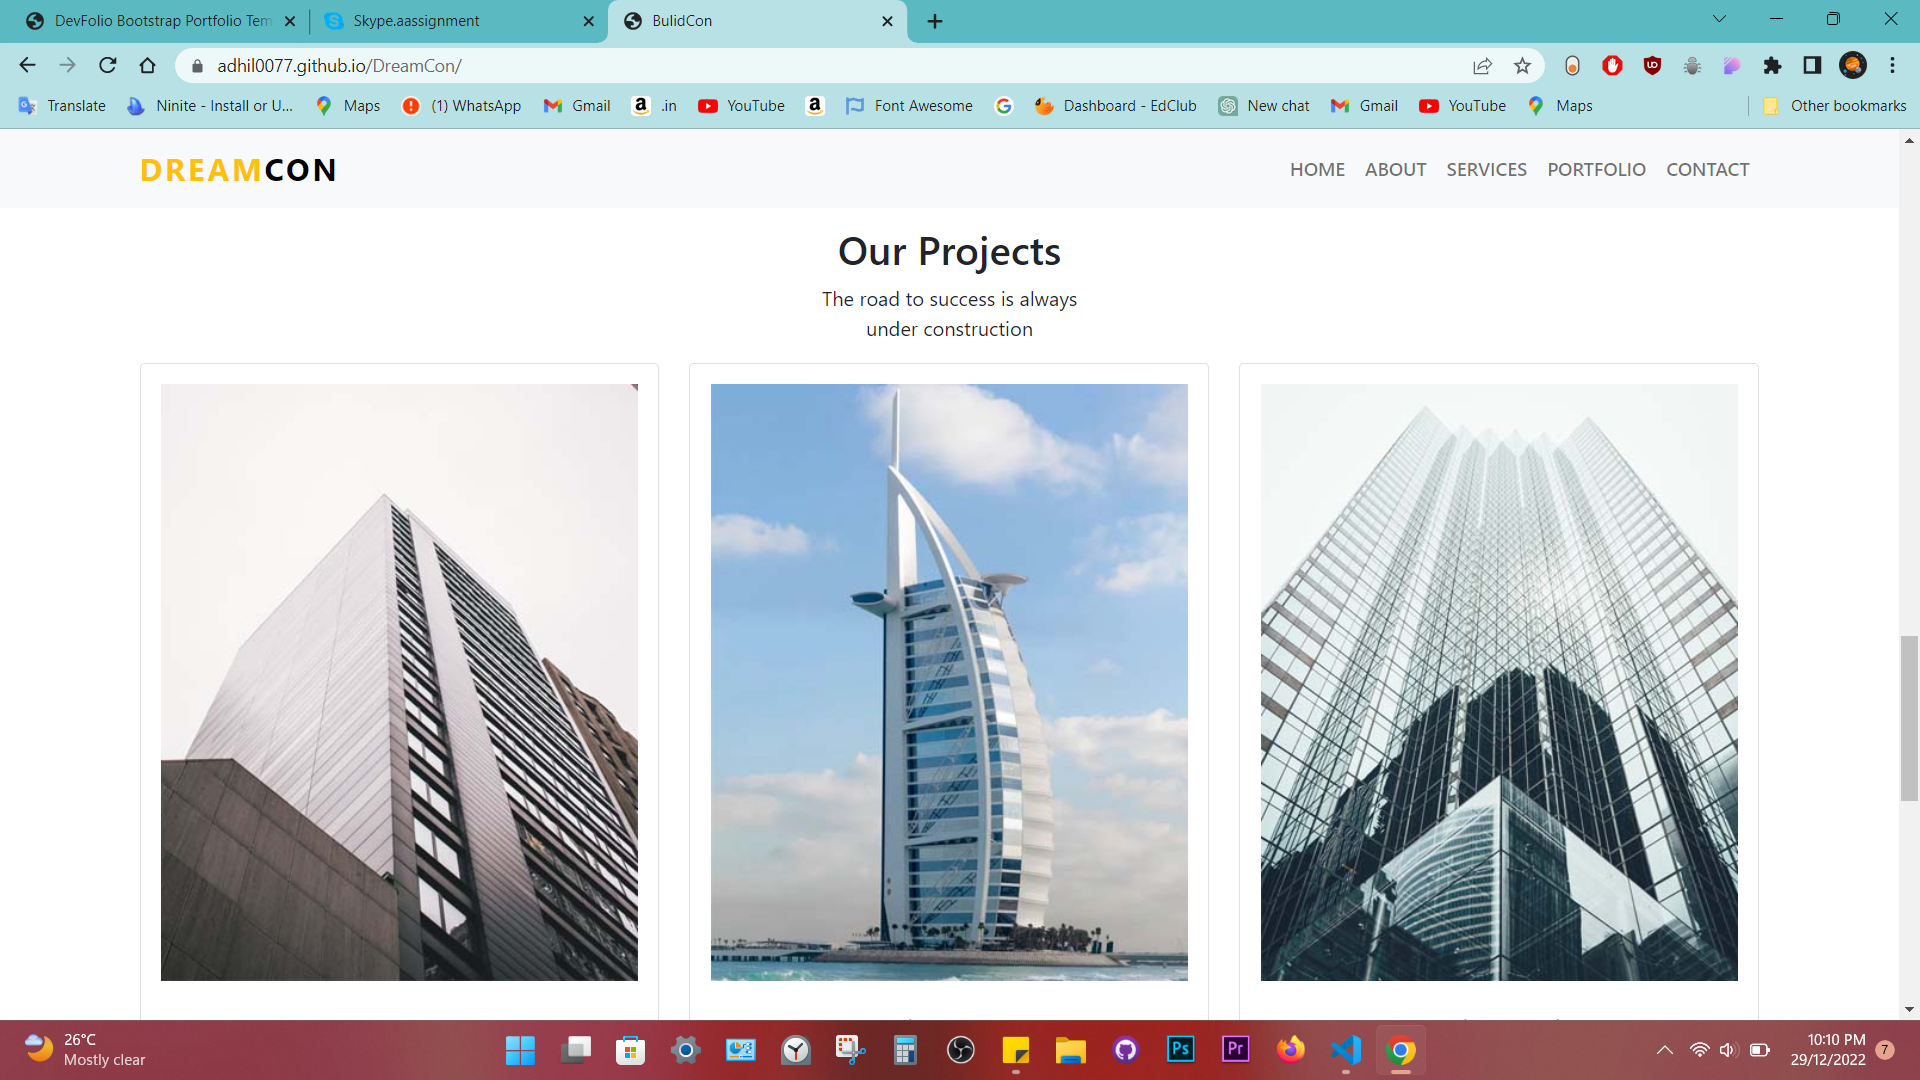 DevFolio Bootstrap Portfolio Tem
Skype.aassignment
BulidCon
adhil0077.github.io/DreamCon/
Translate
Ninite - Install or U...
Maps
(1) WhatsApp
Gmail
.in
YouTube
Font Awesome
Dashboard - EdClub
New chat
Gmail
YouTube
Maps
Other bookmarks
DREAMCON
HOME ABOUT SERVICES PORTFOLIO CONTACT
Our Projects
The road to success is always
under construction
26°C
Mostly clear
Ps
Pr
10:10 PM
29/12/2022
7